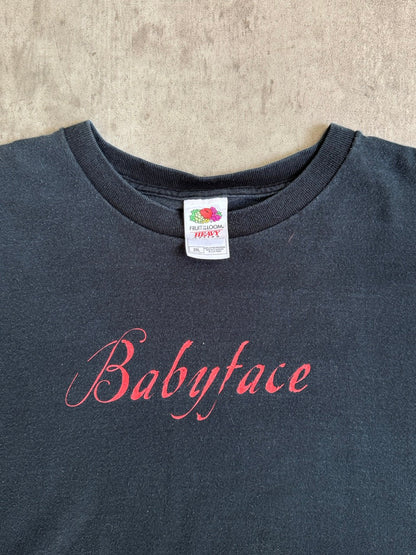 FRUIT OF THE LOOM
HEAVY
Babyface